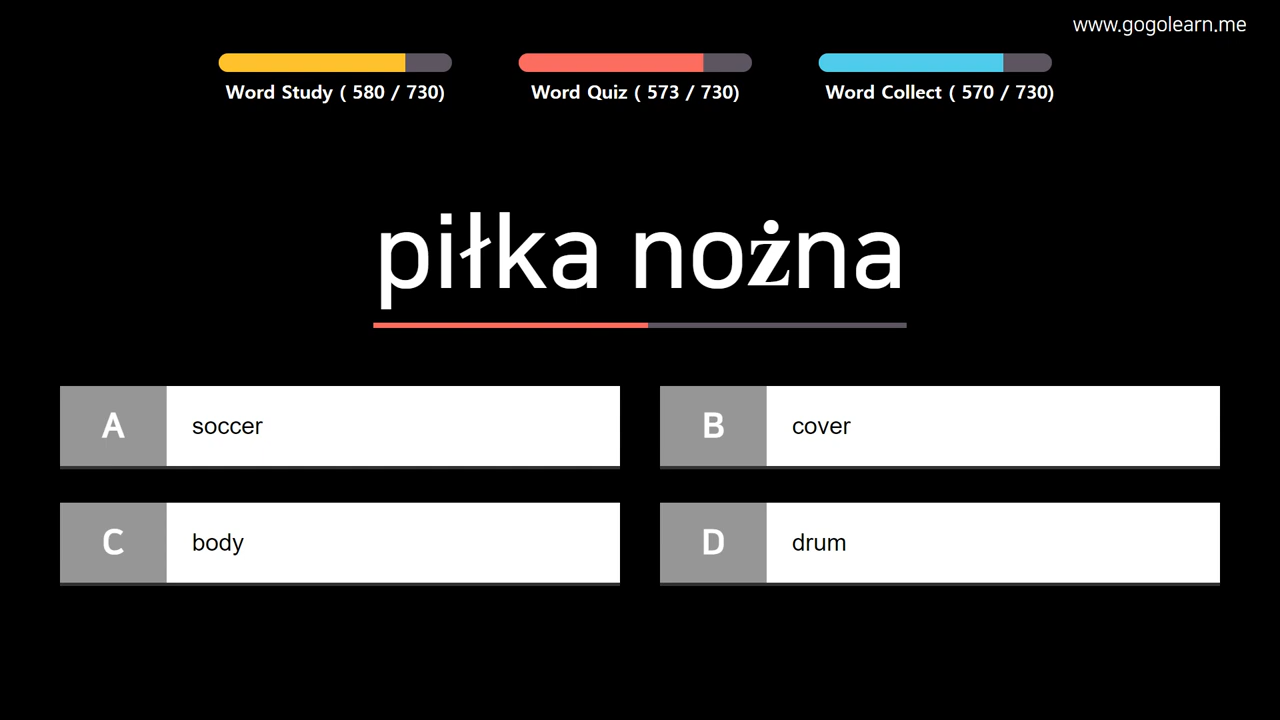 www.gogolearn.me
Word Study ( 580 / 730)
Word Quiz ( 573 / 730)
Word Collect ( 570 / 730)
piłka nożna
A soccer
B cover
C body
D drum